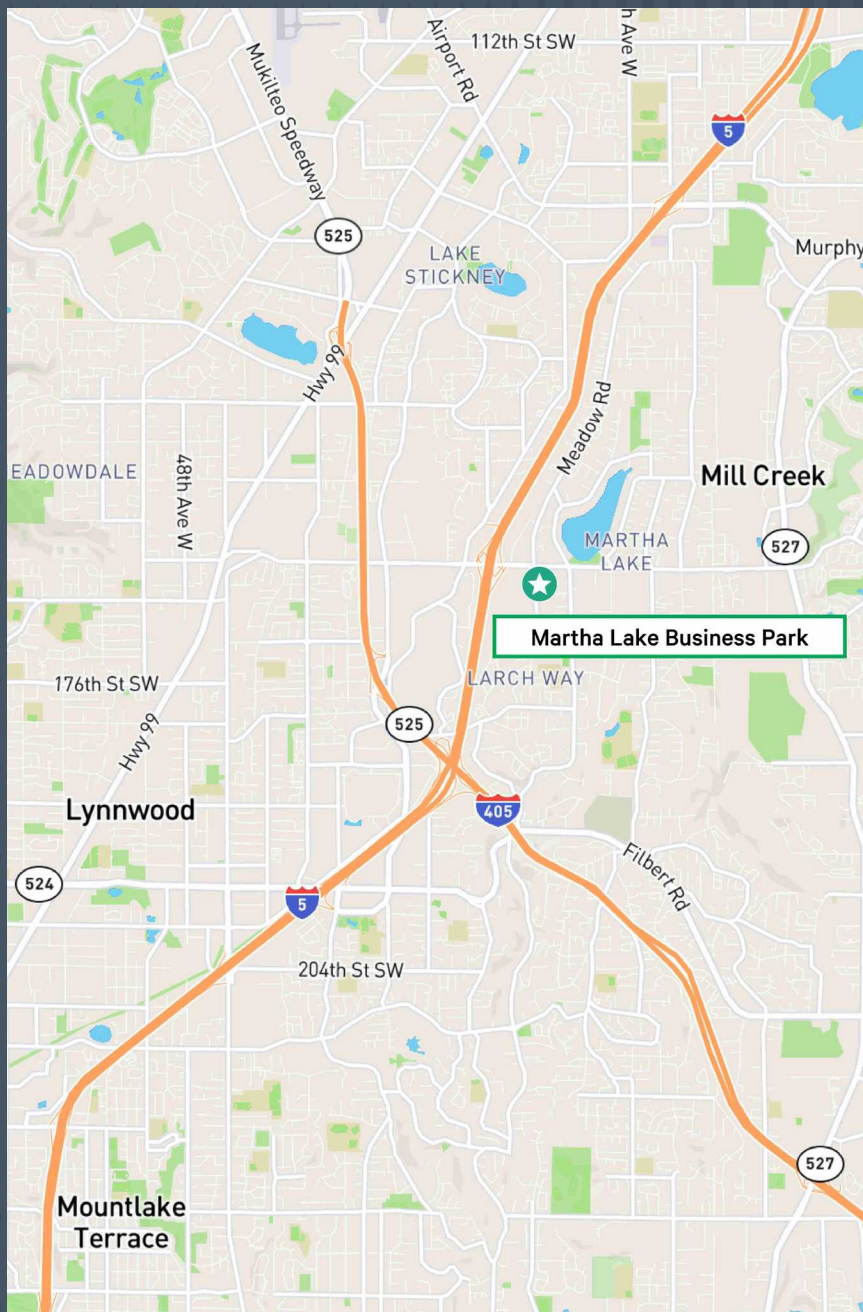 112th St SW
h Ave W
Airport Rd
Mukilteo Speedway
5
525
LAKE
STICKNEY
Murphy
Hwy 99
Meadow Rd
EADOWDALE
48th Ave W
Mill Creek
MARTHA
LAKE
527
Martha Lake Business Park
176th St SW
LARCH WAY
525
Hwy 99
Lynnwood
405
Filbert Rd
524
5
204th St SW
527
Mountlake
Terrace